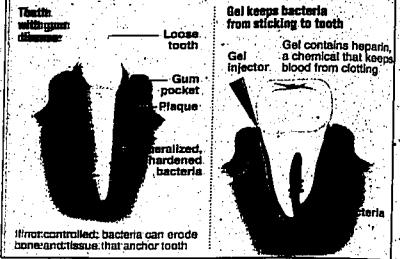 Tooth
with gum
disease
Loose
tooth
Gum
pocket
Plaque
hardened
bacteria
If not controlled, bacteria can erode
bone and tissue that anchor tooth
Gel keeps bacteria
from sticking to tooth
Gel
injector
Gel contains heparin,
a chemical that keeps
blood from clotting